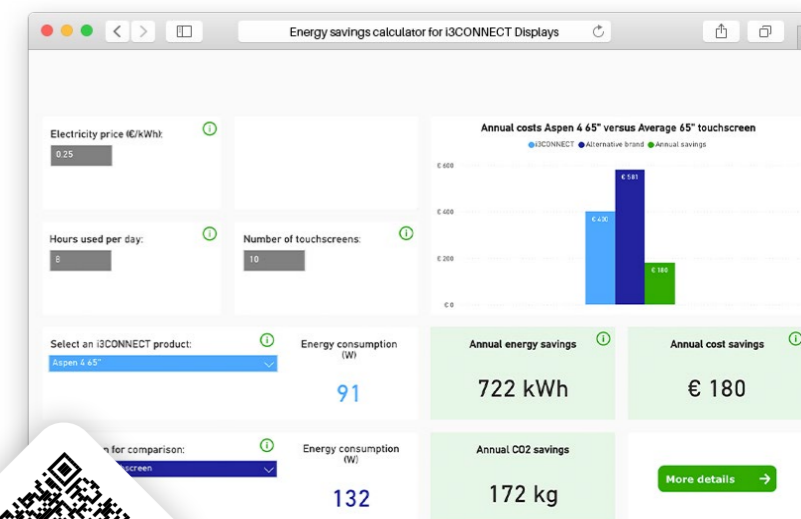 Energy savings calculator for i3CONNECT Displays
Electricity price (€/kWh):
0.25
Hours used per day:
8
Number of touchscreens:
10
Annual costs Aspen 4 65" versus Average 65" touchscreen
i3CONNECT Alternative brand Annual savings
€ 600
€ 400
€ 200
€ 0
€ 400
€ 581
€ 180
Select an i3CONNECT product:
Aspen 4 65"
Energy consumption
(W)
91
Annual energy savings
722 kWh
Annual cost savings
€ 180
for comparison:
screen
Energy consumption
(W)
132
Annual CO2 savings
172 kg
More details